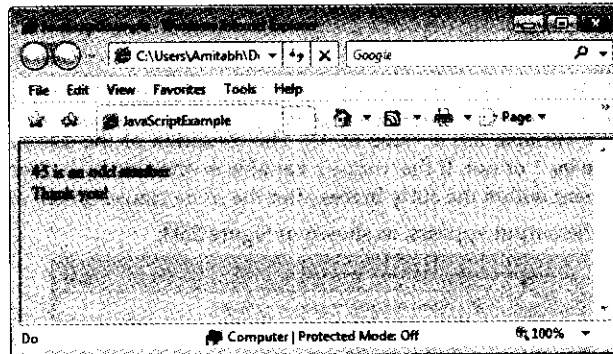 C:\Users\Amitabh\D
Google
File Edit View Favorites Tools Help
JavaScriptExample
Page
45 is an odd number
Thank you!
Do
Computer | Protected Mode: Off
100%